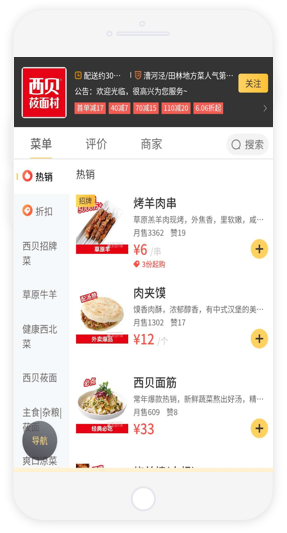 西贝
莜面村
配送约30···
漕河泾/田林地方菜人气第···
关注
公告：欢迎光临，很高兴为您服务~
首单减17 40减7 70减15 110减20 6.06折起
菜单 评价 商家 搜索
热销
折扣
西贝招牌
菜
草原牛羊
健康西北
菜
西贝莜面
主食|杂粮|
导航
爽口凉菜
热销
招牌
草原羊
烤羊肉串
草原羔羊肉现烤，外焦香，里软嫩，咸···
月售3362 赞19
¥6 /串
3份起购
外卖爆品
肉夹馍
馍香肉酥，浓郁醇香，有中式汉堡的美···
月售1302 赞17
¥12 /个
必点
经典必吃
西贝面筋
常年爆款热销，新鲜蔬菜熬出好汤，精···
月售609 赞8
¥33